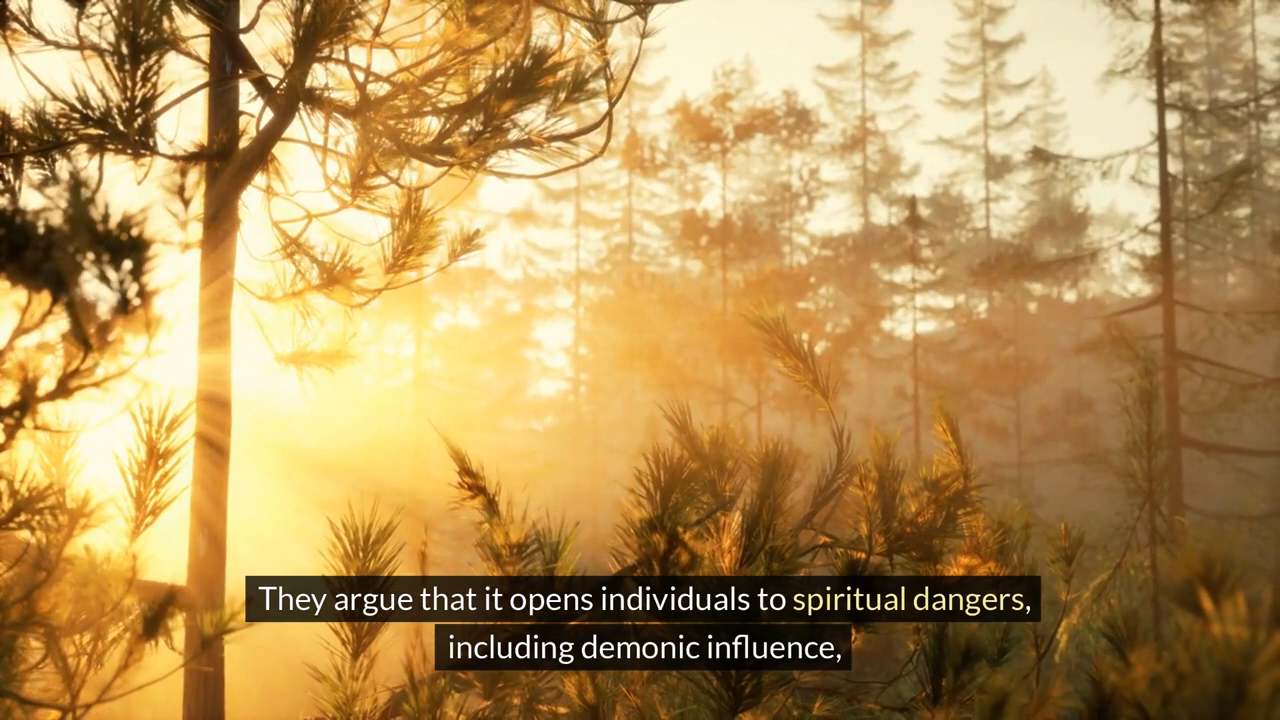 They argue that it opens individuals to spiritual dangers,
including demonic influence,